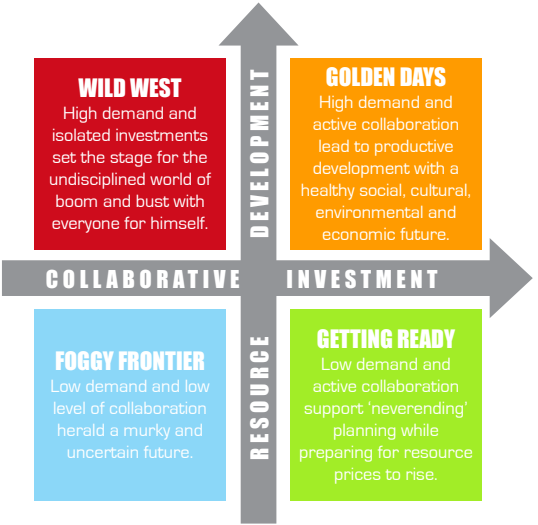 WILD WEST
High demand and
isolated investments
set the stage for the
undisciplined world of
boom and bust with
everyone for himself.
GOLDEN DAYS
High demand and
active collaboration
lead to productive
development with a
healthy social, cultural,
environmental and
economic future.
COLLABORATIVE INVESTMENT
RESOURCE DEVELOPMENT
FOGGY FRONTIER
Low demand and low
level of collaboration
herald a murky and
uncertain future.
GETTING READY
Low demand and
active collaboration
support ‘neverending’
planning while
preparing for resource
prices to rise.